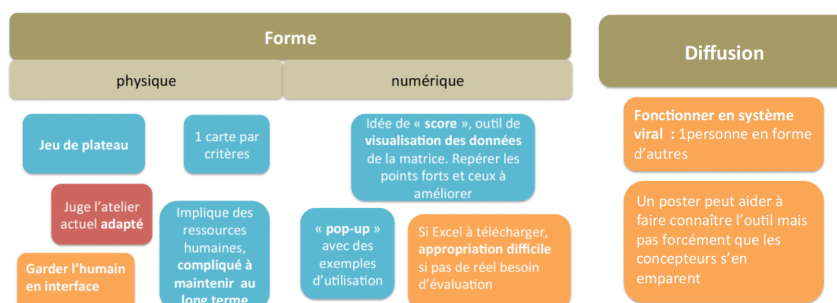 Forme
physique
numérique
Jeu de plateau
1 carte par
critères
Juge l'atelier
actuel adapté
Implique des
ressources
humaines,
compliqué à
maintenir au
long terme
Garder l'humain
en interface
Idée de « score », outil de
visualisation des données
de la matrice. Repérer les
points forts et ceux à
améliorer
« pop-up »
avec des
exemples
d'utilisation
Si Excel à télécharger,
appropriation difficile
si pas de réel besoin
d'évaluation
Diffusion
Fonctionner en système
viral : 1personne en forme
d'autres
Un poster peut aider à
faire connaître l'outil mais
pas forcément que les
concepteurs s'en
emparent